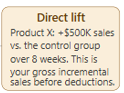 Direct lift
Product X: +$500K sales
vs. the control group
over 8 weeks. This is
your gross incremental
sales before deductions.